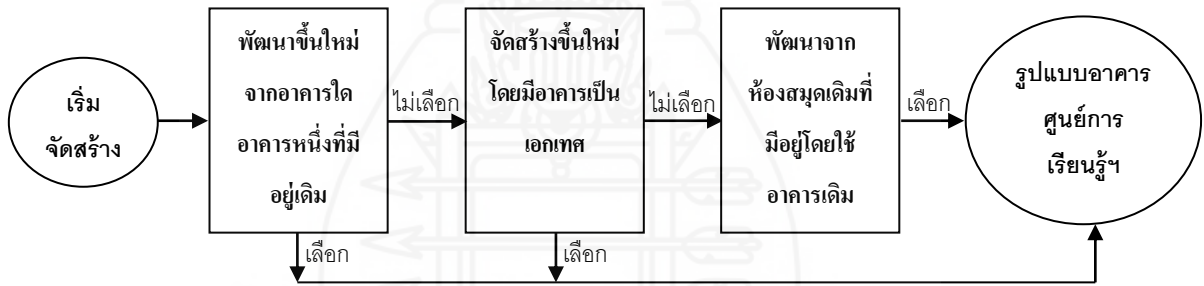 เริ่ม
จัดสร้าง
พัฒนาขึ้นใหม่
จากอาคารใด
อาคารหนึ่งที่มี
อยู่เดิม
ไม่เลือก
จัดสร้างขึ้นใหม่
โดยมีอาคารเป็น
เอกเทศ
ไม่เลือก
พัฒนาจาก
ห้องสมุดเดิมที่
มีอยู่โดยใช้
อาคารเดิม
เลือก
รูปแบบอาคาร
ศูนย์การ
เรียนรู้ฯ
เลือก
เลือก